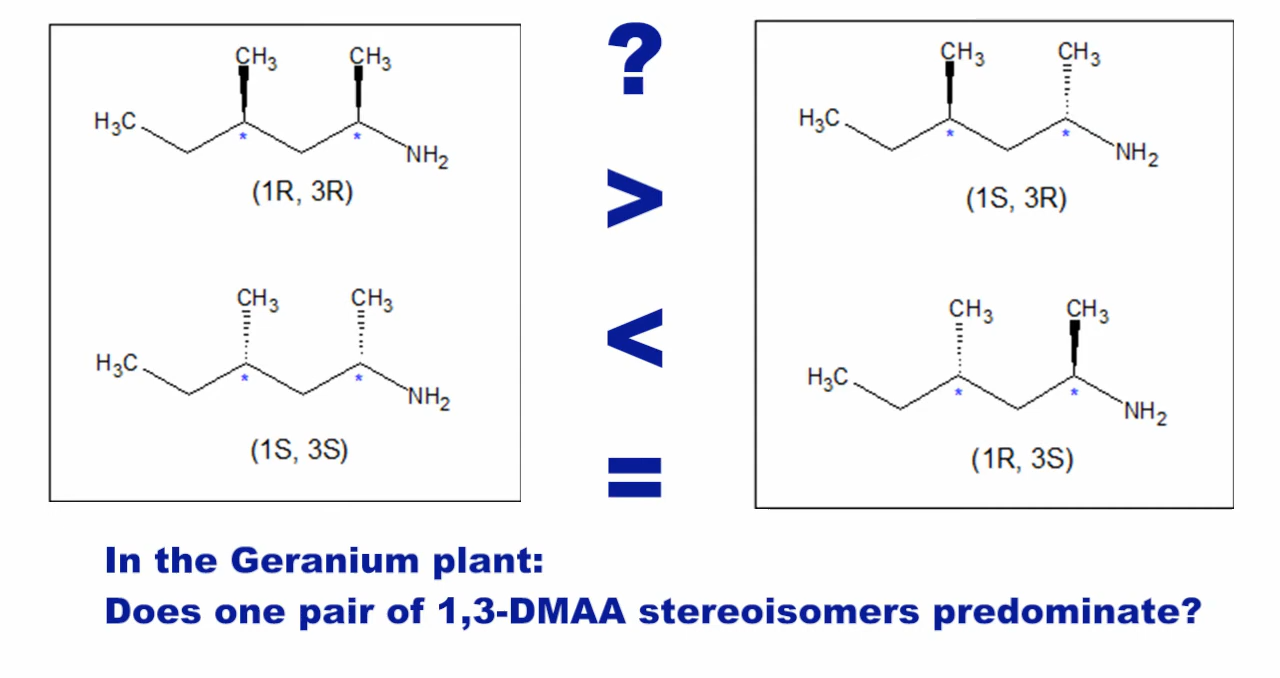 CH₃ CH₃
H₃C
* *
NH₂
(1R, 3R)
CH₃ CH₃
H₃C
* *
NH₂
(1S, 3S)
?
>
<
=
CH₃ CH₃
H₃C
* *
NH₂
(1S, 3R)
CH₃ CH₃
H₃C
* *
NH₂
(1R, 3S)
In the Geranium plant:
Does one pair of 1,3-DMAA stereoisomers predominate?